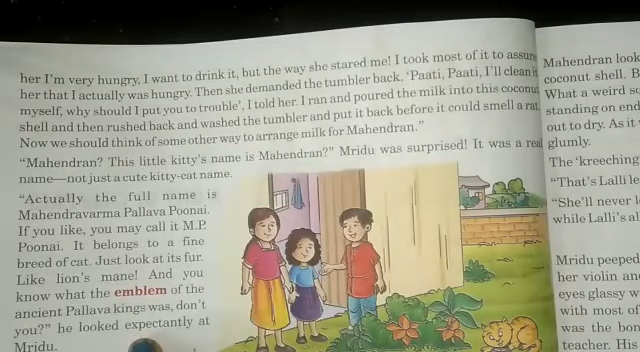 her I'm very hungry, I want to drink it, but the way she stared me! I took most of it to assure
her that I actually was hungry. Then she demanded the tumbler back, 'Paati, Paati, I'll clean it
myself, why should I put you to trouble', I told her. I ran and poured the milk into this coconut
shell and then rushed back and washed the tumbler and put it back before it could smell a rat.
Now we should think of some other way to arrange milk for Mahendran."
"Mahendran? This little kitty's name is Mahendran?" Mridu was surprised! It was a real
name—not just a cute kitty-cat name.
"Actually the full name is
Mahendravarma Pallava Poonai.
If you like, you may call it M.P.
Poonai. It belongs to a fine
breed of cat. Just look at its fur.
Like lion's mane! And you
know what the emblem of the
ancient Pallava kings was, don't
you?" he looked expectantly at
Mridu.
Mahendran look
coconut shell. B
What a weird
standing on end
out to dry. As it
glumly.
The 'kreeching
"That's Lalli
"She'll never
while Lalli's
Mridu peeped
her violin an
eyes glassy
with most of
was the
teacher. His